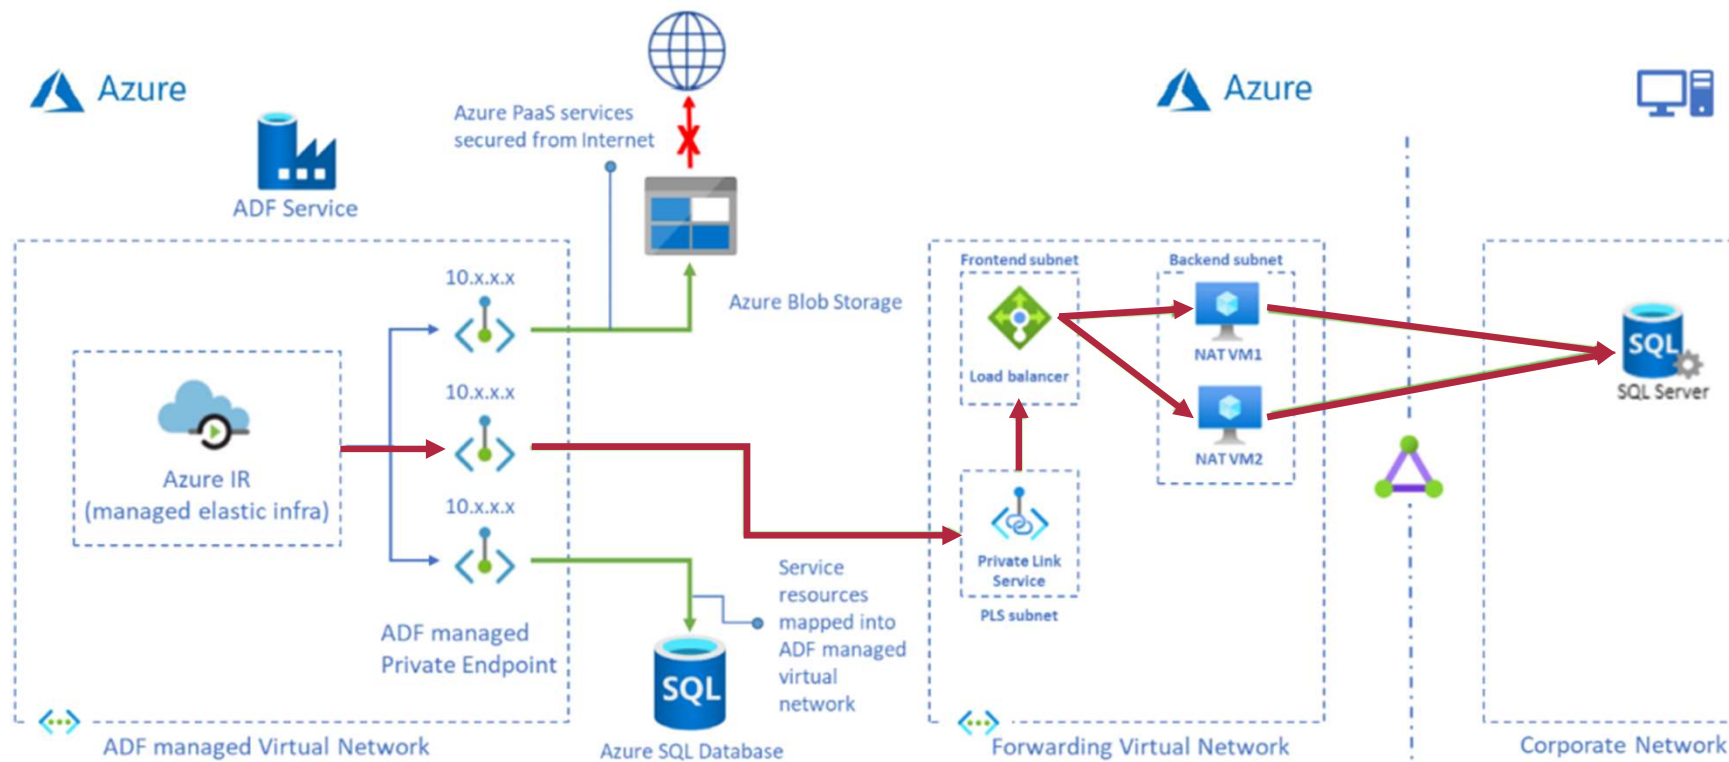 Azure
ADF Service
Azure PaaS services
secured from Internet
Azure Blob Storage
10.x.x.x
10.x.x.x
10.x.x.x
Azure IR
(managed elastic infra)
ADF managed
Private Endpoint
ADF managed Virtual Network
SQL
Azure SQL Database
Service
resources
mapped into
ADF managed
virtual
network
Azure
Frontend subnet
Load balancer
Private Link
Service
PLS subnet
Backend subnet
NAT VM1
NAT VM2
Forwarding Virtual Network
SQL
SQL Server
Corporate Network